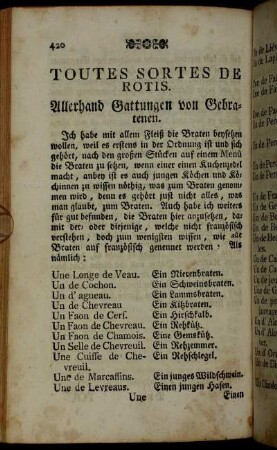 420
TOUTES SORTES DE
ROTIS.
Allerhand Gattungen von Gebra-
tenen.
Ich habe mit allem Fleiß die Braten beysetzen
wollen, weil es erstens in der Ordnung ist und sich
gehört, nach den großen Stücken auf einem Menü
die Braten zu setzen, wenn einer einen Kuchenzedel
macht, anbey ist es auch jungen Köchen und Kö-
chinnen zu wissen nöthig, was zum Braten genom-
men wird, denn es gehört just nicht alles, was
man glaubt, zum Braten. Auch habe ich weiters
für gut befunden, die Braten hier anzusetzen, da-
mit der- oder diejenige, welche nicht französisch
verstehen, doch zum wenigsten wissen, wie alle
Braten auf französisch genennet werden: Als
nämlich:
Une Longe de Veau. Ein Nierenbraten.
Un de Cochon. Ein Schweinsbraten.
Un d' agueau. Ein Lammsbraten.
Un de Chevreau Ein Kitzbraten.
Un Faon de Cerf. Ein Hirschkalb.
Un Faon de Chevreau. Ein Rehkütz.
Un Faon de Chamois. Eine Gemskütz.
Un Selle de Chevreuil. Ein Rehzemmer.
Une Cuisse de Che- Ein Rehschlegel.
vreuil.
Une de Marcassins. Ein junges Wildschwein.
Une de Levreaus. Einen jungen Hasen.
Une Einen